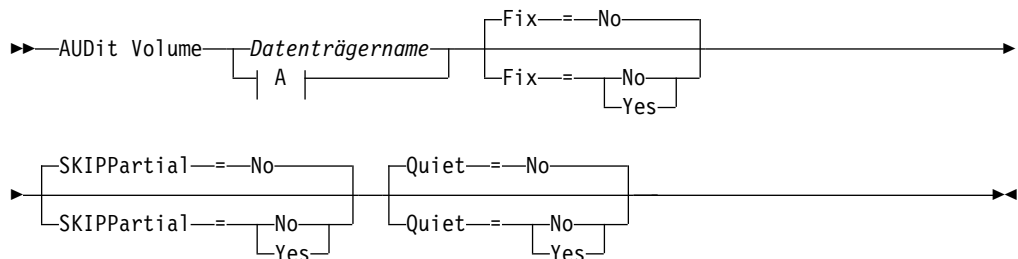 Fix = No
AUDit Volume Datenträgername Fix = No
A Yes
SKIPPartial = No Quiet = No
SKIPPartial = No Quiet = No
Yes Yes